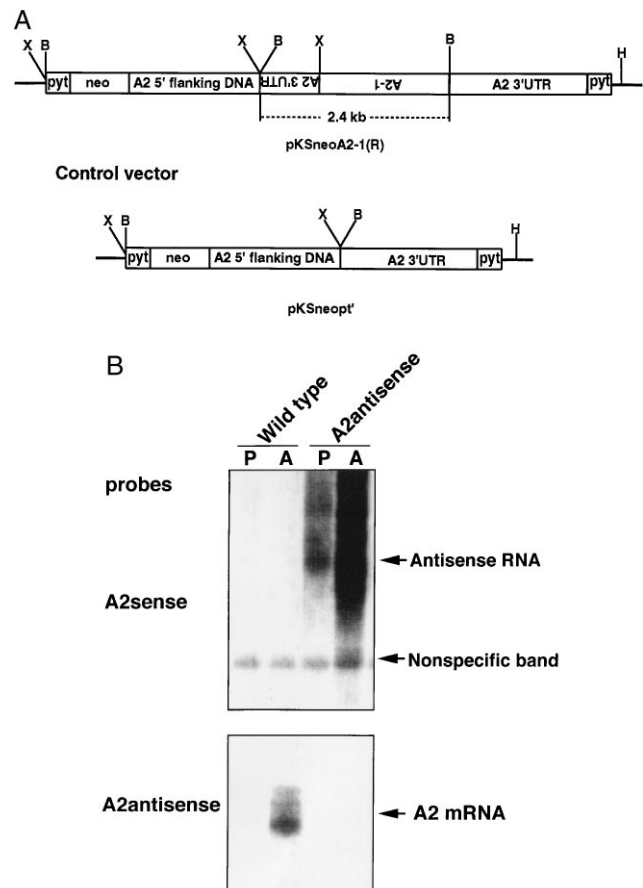 A
X B X B X B H
pyt neo A2 5' flanking DNA A2 3'UTR A2-1 A2 3'UTR pyt
2.4 kb
pKSneoA2-1(R)
Control vector
X B X B H
pyt neo A2 5' flanking DNA A2 3'UTR pyt
pKSneopt'
B
Wild type A2antisense
P A P A
probes
Antisense RNA
A2sense
Nonspecific band
A2antisense
A2 mRNA